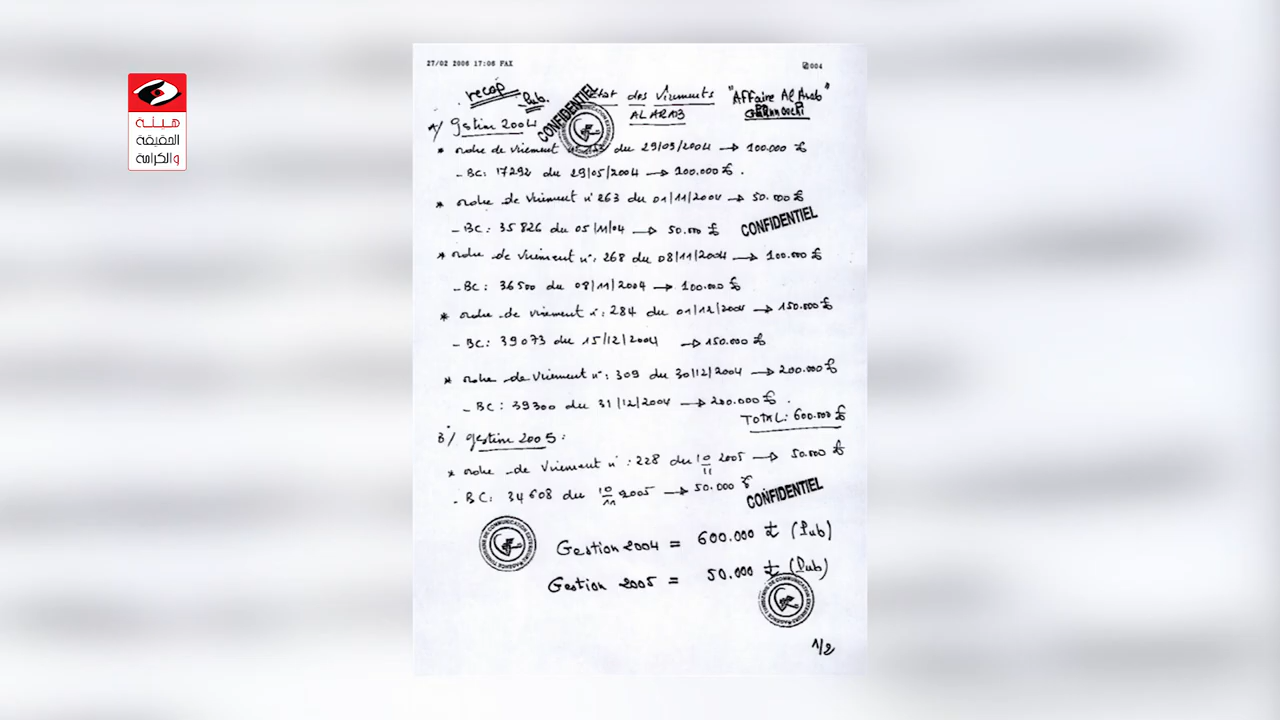 هيئة
الحقيقة
والكرامة
27/02 2006 17:06 FAX
004
recap Pub.
Etat des Virements "Affaire Al Arab"
AL ARAB
CONFIDENTIEL
A/ Gestion 2004
* ordre de virement du 29/09/2004 → 100.000 £
- BC: 17292 du 29/05/2004 → 100.000 £.
* ordre de virement n° 263 du 01/11/2004 → 50.000 £
- BC: 35826 du 05/11/04 → 50.000 £
CONFIDENTIEL
* ordre de virement n°: 268 du 08/11/2004 → 100.000 £
- BC: 36500 du 08/11/2004 → 100.000 £
* ordre de virement n°: 284 du 01/12/2004 → 150.000 £
- BC: 39073 du 15/12/2004 → 150.000 £
* ordre de virement n°: 309 du 30/12/2004 → 200.000 £
- BC: 39300 du 31/12/2004 → 200.000 £.
TOTAL: 600.000 £
B/ gestion 2005:
* ordre de virement n°: 228 du 10/11 2005 → 50.000 £
- BC: 34608 du 10/11 2005 → 50.000 £
CONFIDENTIEL
Gestion 2004 = 600.000 £ (Pub)
Gestion 2005 = 50.000 £ (Pub)
1/2